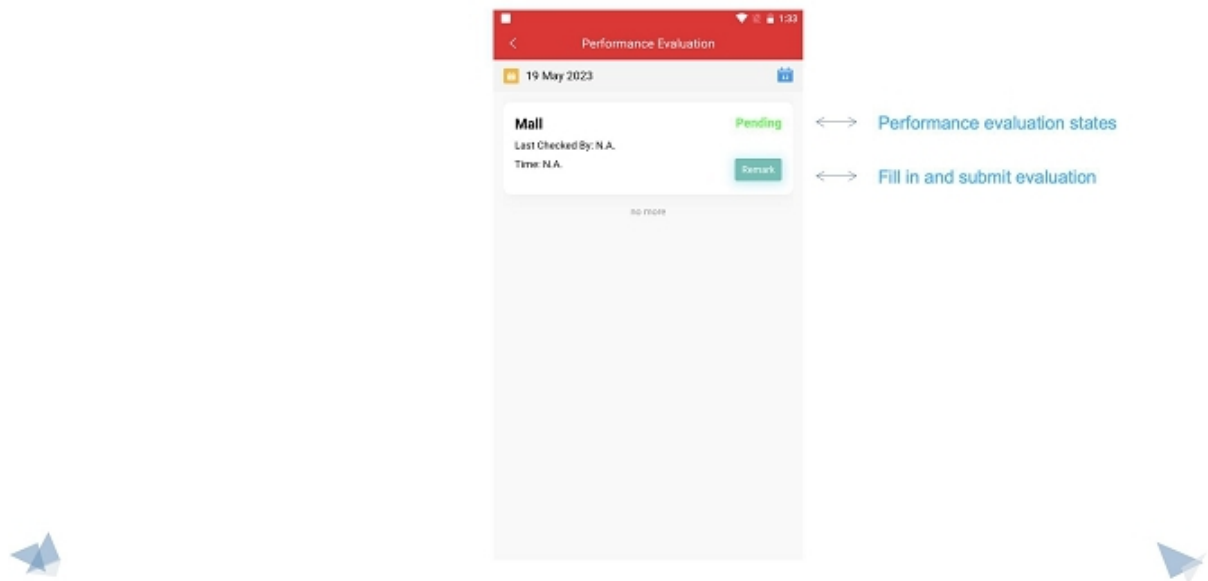 1:33
Performance Evaluation
19 May 2023
Mall
Pending
Performance evaluation states
Last Checked By: N.A.
Time: N.A.
Remark
Fill in and submit evaluation
no more